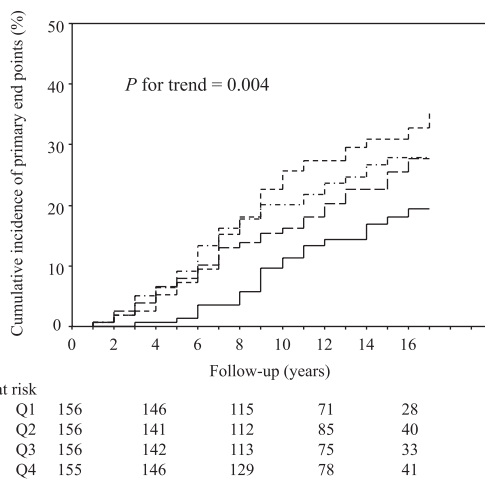 Cumulative incidence of primary end points (%)
50
40
30
20
10
0
P for trend = 0.004
0 2 4 6 8 10 12 14 16
Follow-up (years)
at risk
Q1 156 146 115 71 28
Q2 156 141 112 85 40
Q3 156 142 113 75 33
Q4 155 146 129 78 41